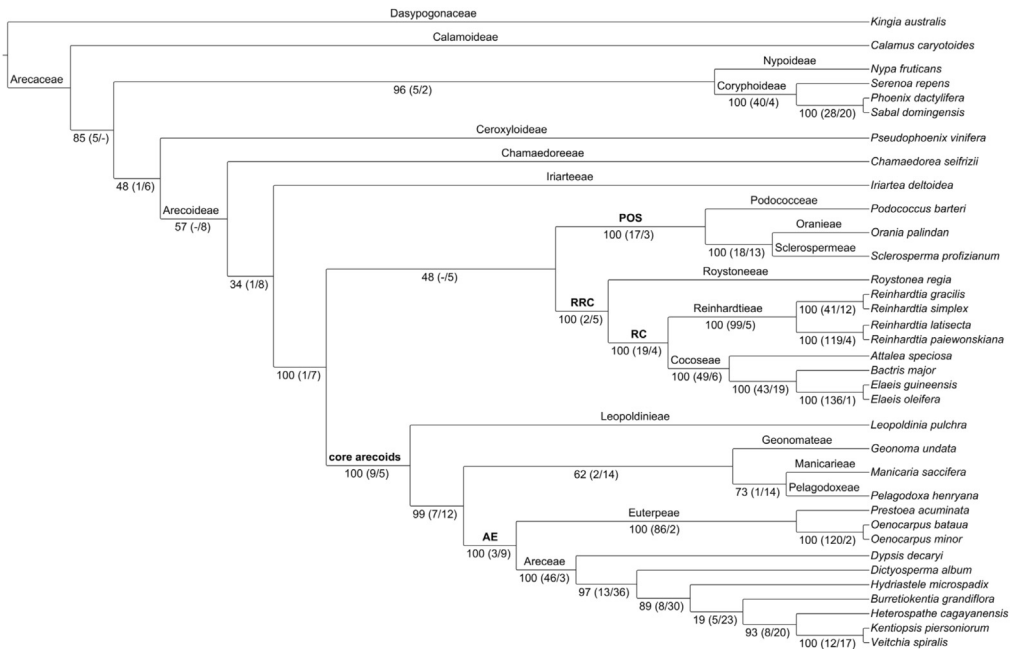 Dasypogonaceae
Kingia australis
Calamoideae
Calamus caryotoides
Arecaceae
Nypoideae
Nypa fruticans
96 (5/2)
Coryphoideae
Serenoa repens
100 (40/4)
Phoenix dactylifera
100 (28/20)
Sabal domingensis
85 (5/-)
Ceroxyloideae
Pseudophoenix vinifera
Chamaedoreeae
Chamaedorea seifrizii
48 (1/6)
Iriarteeae
Iriartea deltoidea
Arecoideae
57 (-/8)
Podococceae
Podococcus barteri
POS
100 (17/3)
Oranieae
Orania palindan
100 (18/13)
Sclerospermeae
Sclerosperma profizianum
34 (1/8)
48 (-/5)
Roystoneeae
Roystonea regia
RRC
100 (2/5)
Reinhardtieae
100 (99/5)
Reinhardtia gracilis
100 (41/12)
Reinhardtia simplex
Reinhardtia latisecta
100 (119/4)
Reinhardtia paiewonskiana
RC
100 (19/4)
Cocoseae
100 (49/6)
Attalea speciosa
Bactris major
100 (43/19)
Elaeis guineensis
100 (136/1)
Elaeis oleifera
100 (1/7)
Leopoldinieae
Leopoldinia pulchra
core arecoids
100 (9/5)
Geonomateae
Geonoma undata
62 (2/14)
Manicarieae
Manicaria saccifera
73 (1/14)
Pelagodoxeae
Pelagodoxa henryana
99 (7/12)
Euterpeae
100 (86/2)
Prestoea acuminata
Oenocarpus bataua
100 (120/2)
Oenocarpus minor
AE
100 (3/9)
Areceae
100 (46/3)
Dypsis decaryi
Dictyosperma album
97 (13/36)
Hydriastele microspadix
89 (8/30)
Burretiokentia grandiflora
19 (5/23)
Heterospathe cagayanensis
93 (8/20)
Kentiopsis piersoniorum
100 (12/17)
Veitchia spiralis